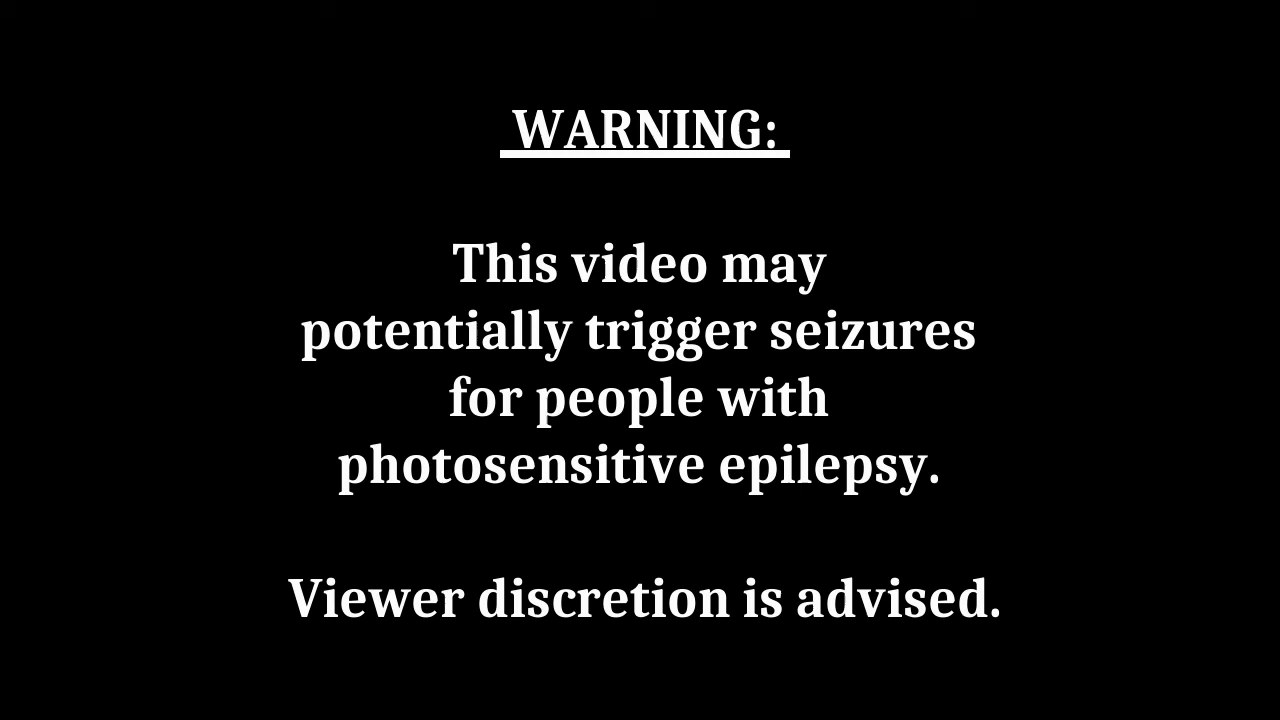 WARNING:
This video may
potentially trigger seizures
for people with
photosensitive epilepsy.
Viewer discretion is advised.